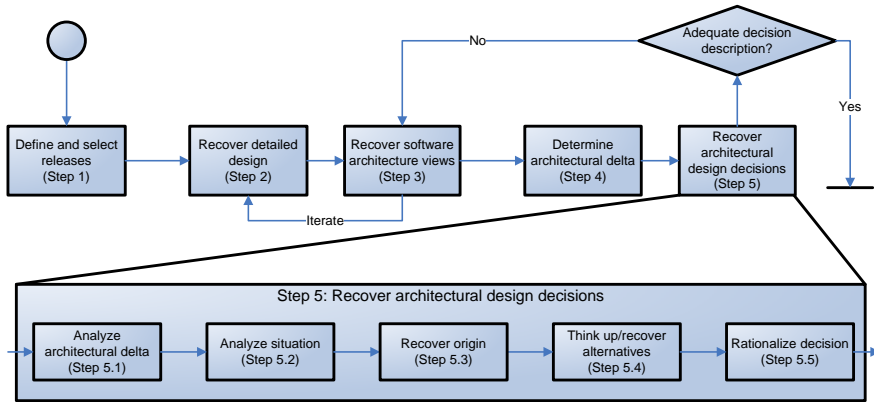 Adequate decision
description?
No
Yes
Define and select
releases
(Step 1)
Recover detailed
design
(Step 2)
Recover software
architecture views
(Step 3)
Determine
architectural delta
(Step 4)
Recover
architectural
design decisions
(Step 5)
Iterate
Step 5: Recover architectural design decisions
Analyze
architectural delta
(Step 5.1)
Analyze situation
(Step 5.2)
Recover origin
(Step 5.3)
Think up/recover
alternatives
(Step 5.4)
Rationalize decision
(Step 5.5)